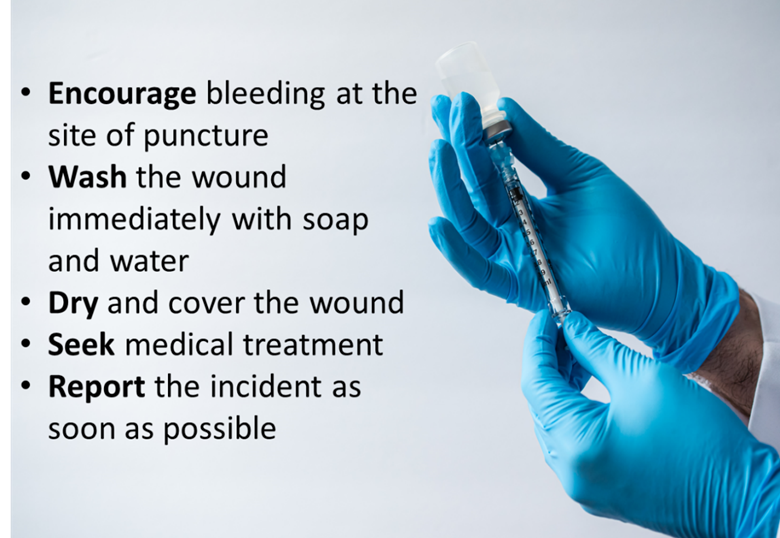 • Encourage bleeding at the
site of puncture
• Wash the wound
immediately with soap
and water
• Dry and cover the wound
• Seek medical treatment
• Report the incident as
soon as possible